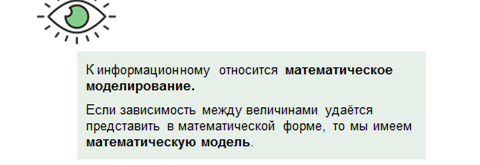 К информационному относится математическое
моделирование.
Если зависимость между величинами удаётся
представить в математической форме, то мы имеем
математическую модель.